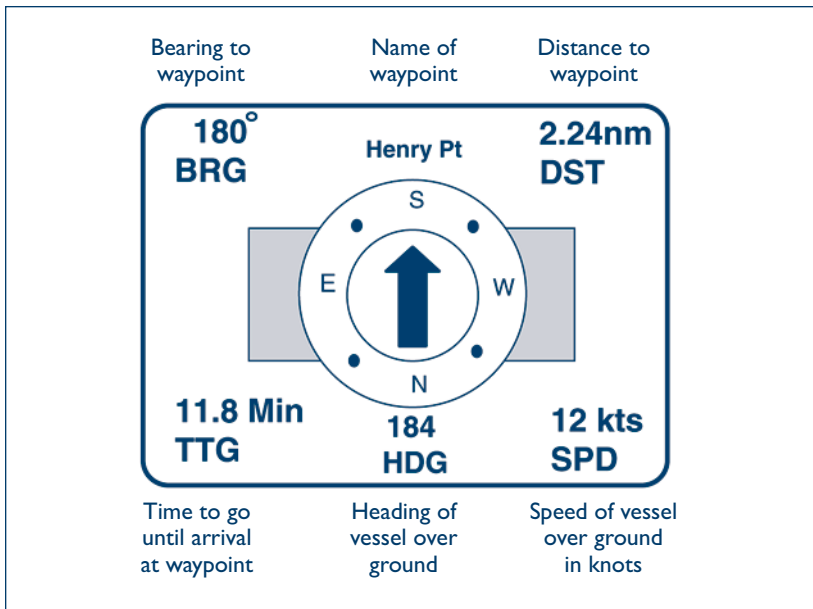 Bearing to
waypoint
Name of
waypoint
Distance to
waypoint
180°
BRG
Henry Pt
2.24nm
DST
S
E
W
N
11.8 Min
TTG
184
HDG
12 kts
SPD
Time to go
until arrival
at waypoint
Heading of
vessel over
ground
Speed of vessel
over ground
in knots